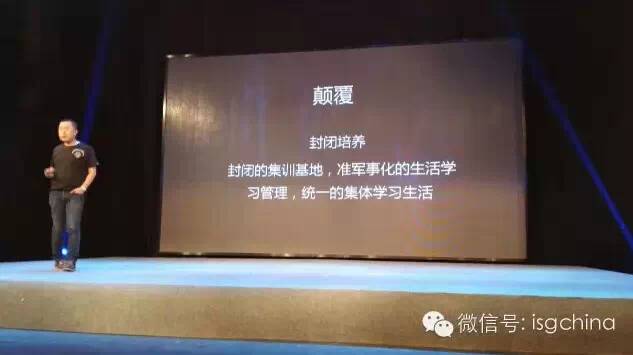 颠覆
封闭培养
封闭的集训基地，准军事化的生活学
习管理，统一的集体学习生活
微信号: isgchina